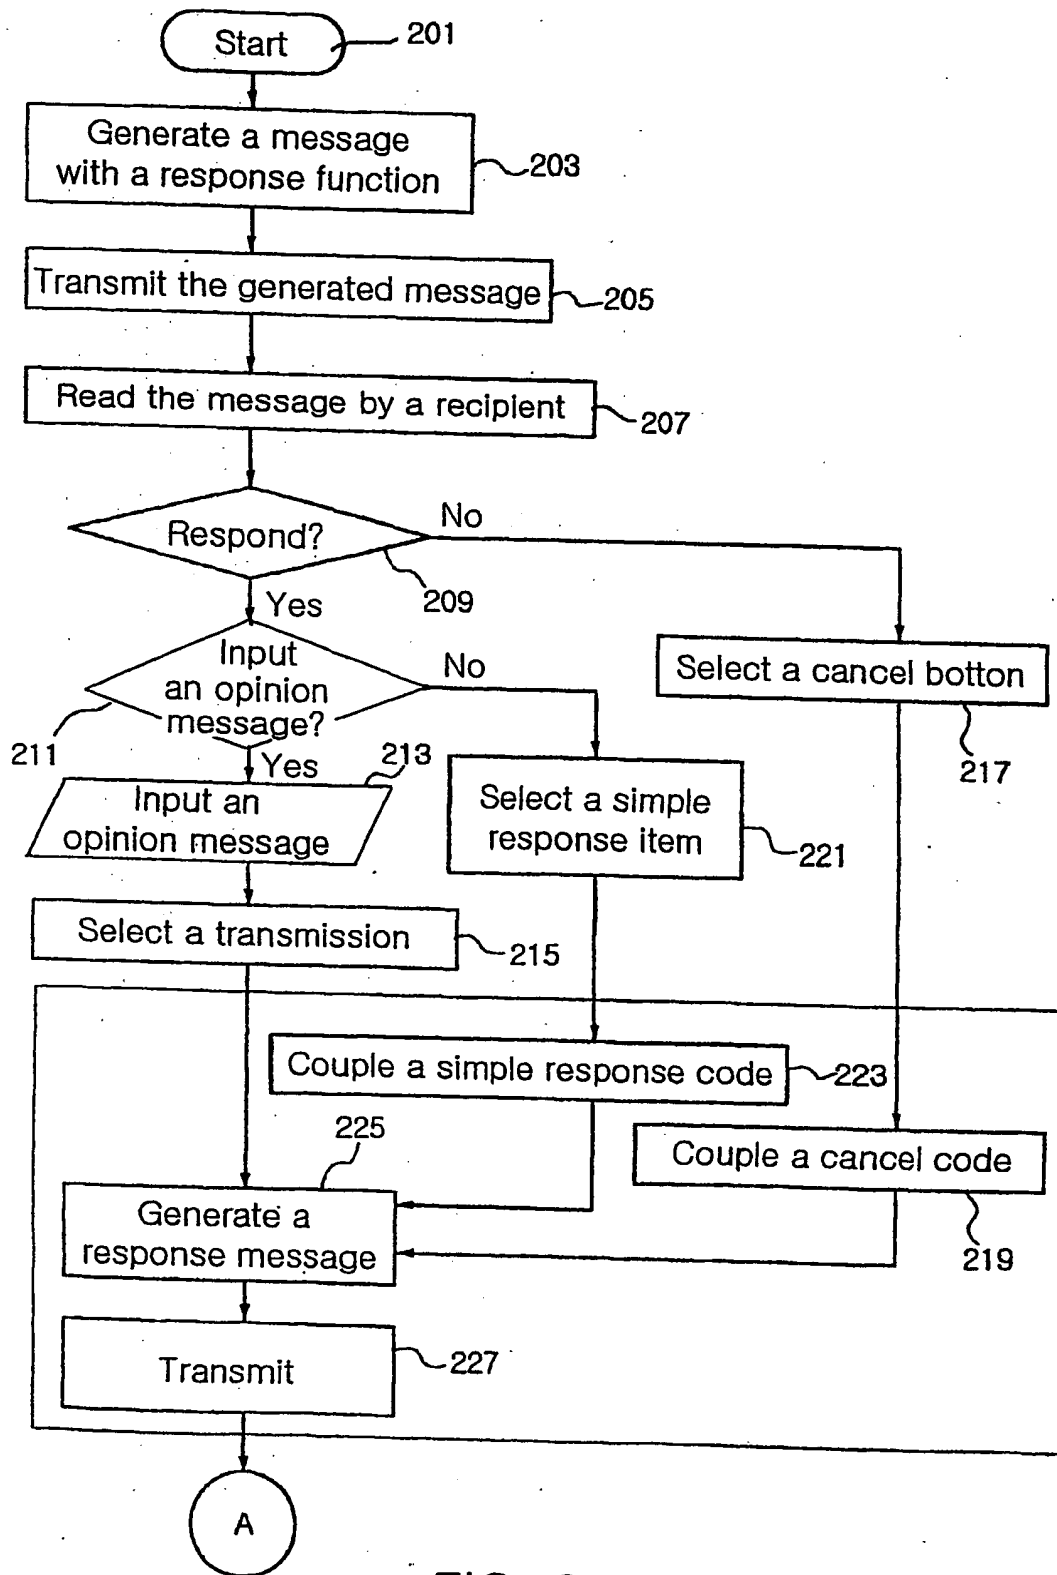 Start
201
Generate a message
with a response function
203
Transmit the generated message
205
Read the message by a recipient
207
Respond?
No
209
Yes
Input
an opinion
message?
No
211
Yes
213
Select a cancel botton
217
Input an
opinion message
Select a simple
response item
221
Select a transmission
215
Couple a simple response code
223
225
Couple a cancel code
219
Generate a
response message
Transmit
227
A